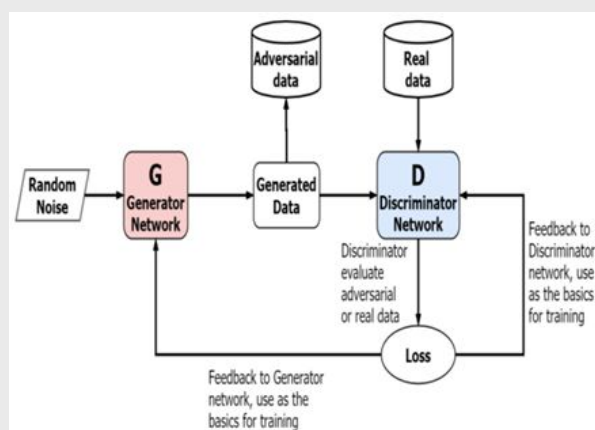 Adversarial
data
Real
data
Random
Noise
G
Generator
Network
Generated
Data
D
Discriminator
Network
Discriminator
evaluate
adversarial
or real data
Feedback to
Discriminator
network, use
as the basics
for training
Loss
Feedback to Generator
network, use as the
basics for training